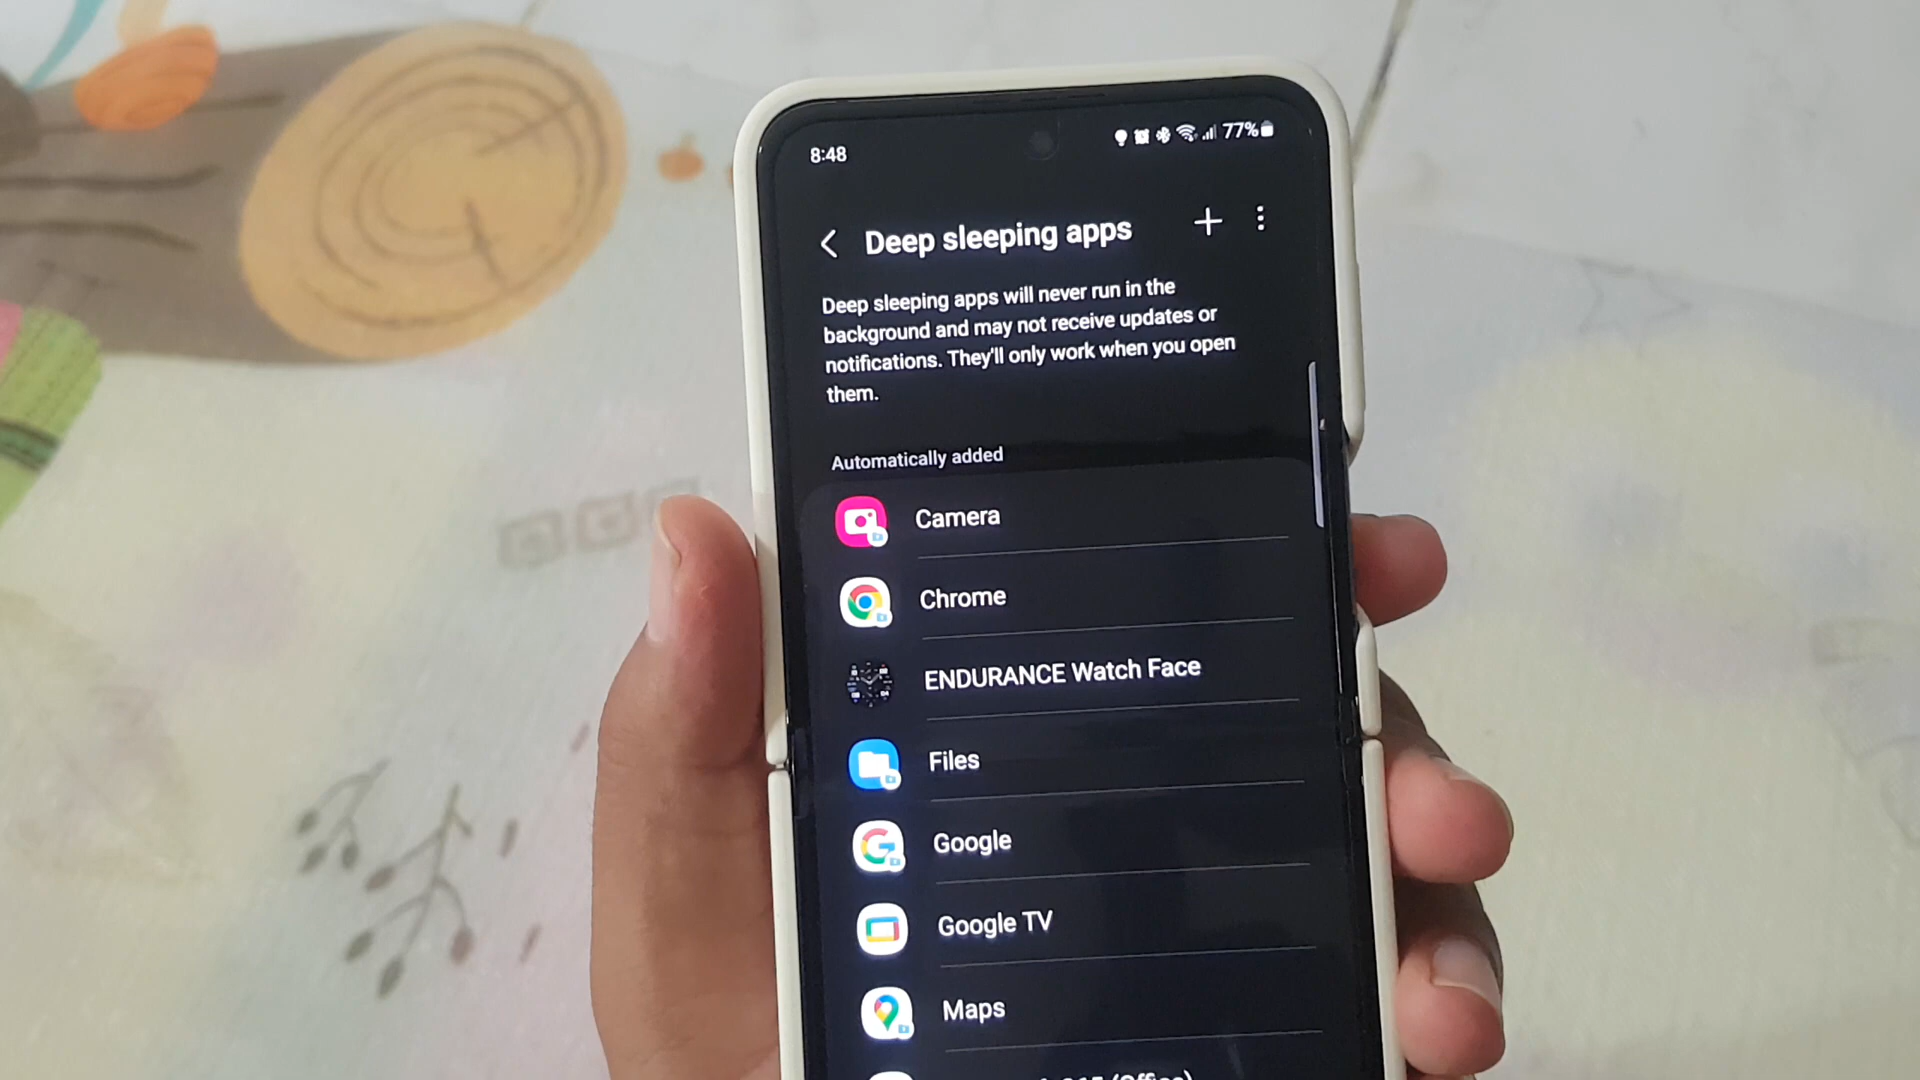 8:48
77%
Deep sleeping apps
Deep sleeping apps will never run in the
background and may not receive updates or
notifications. They'll only work when you open
them.
Automatically added
Camera
Chrome
ENDURANCE Watch Face
Files
Google
Google TV
Maps
(Office)